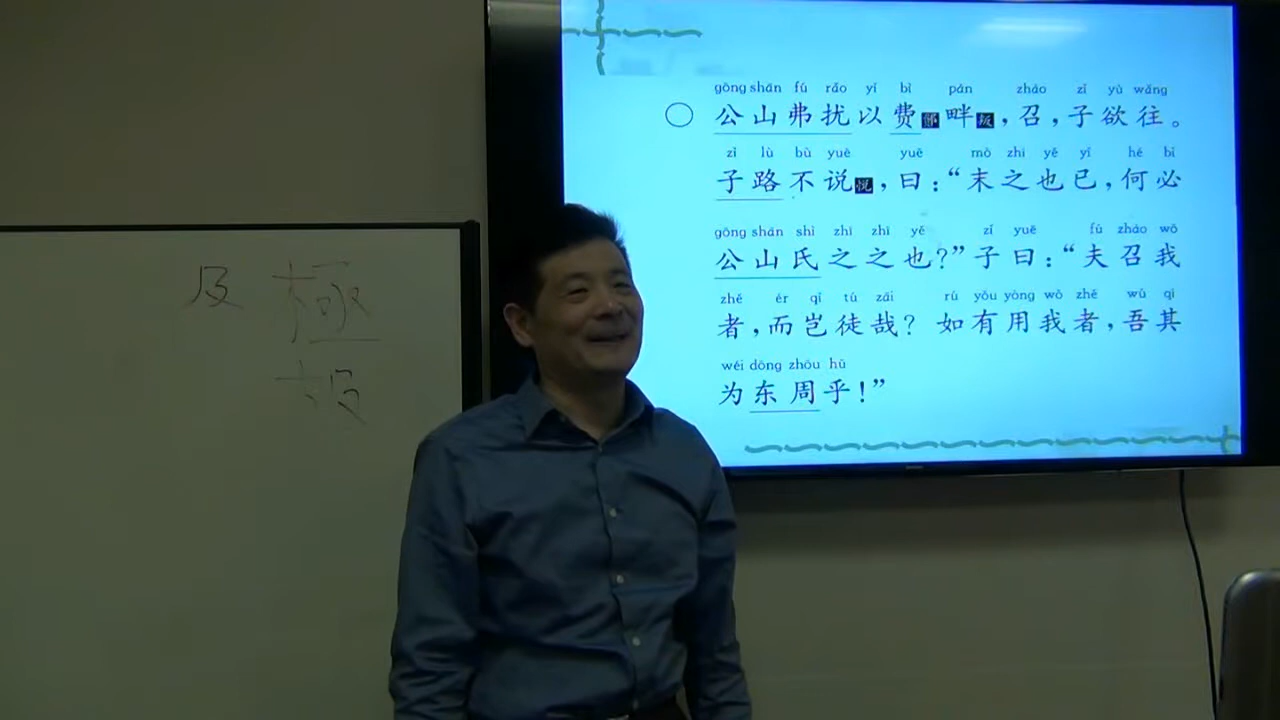 及 極
极
gōng shān fú rǎo yǐ bì pàn zhào zǐ yù wǎng
○ 公山弗扰以费鄪畔叛,召,子欲往。
zǐ lù bù yuè yuē mò zhī yě yǐ hé bì
子路不说悦,曰:“末之也已,何必
gōng shān shì zhī zhī yě zǐ yuē fú zhào wǒ
公山氏之之也?”子曰:“夫召我
zhě ér qǐ tú zāi rú yǒu yòng wǒ zhě wú qí
者,而岂徒哉?如有用我者,吾其
wéi dōng zhōu hū
为东周乎!”